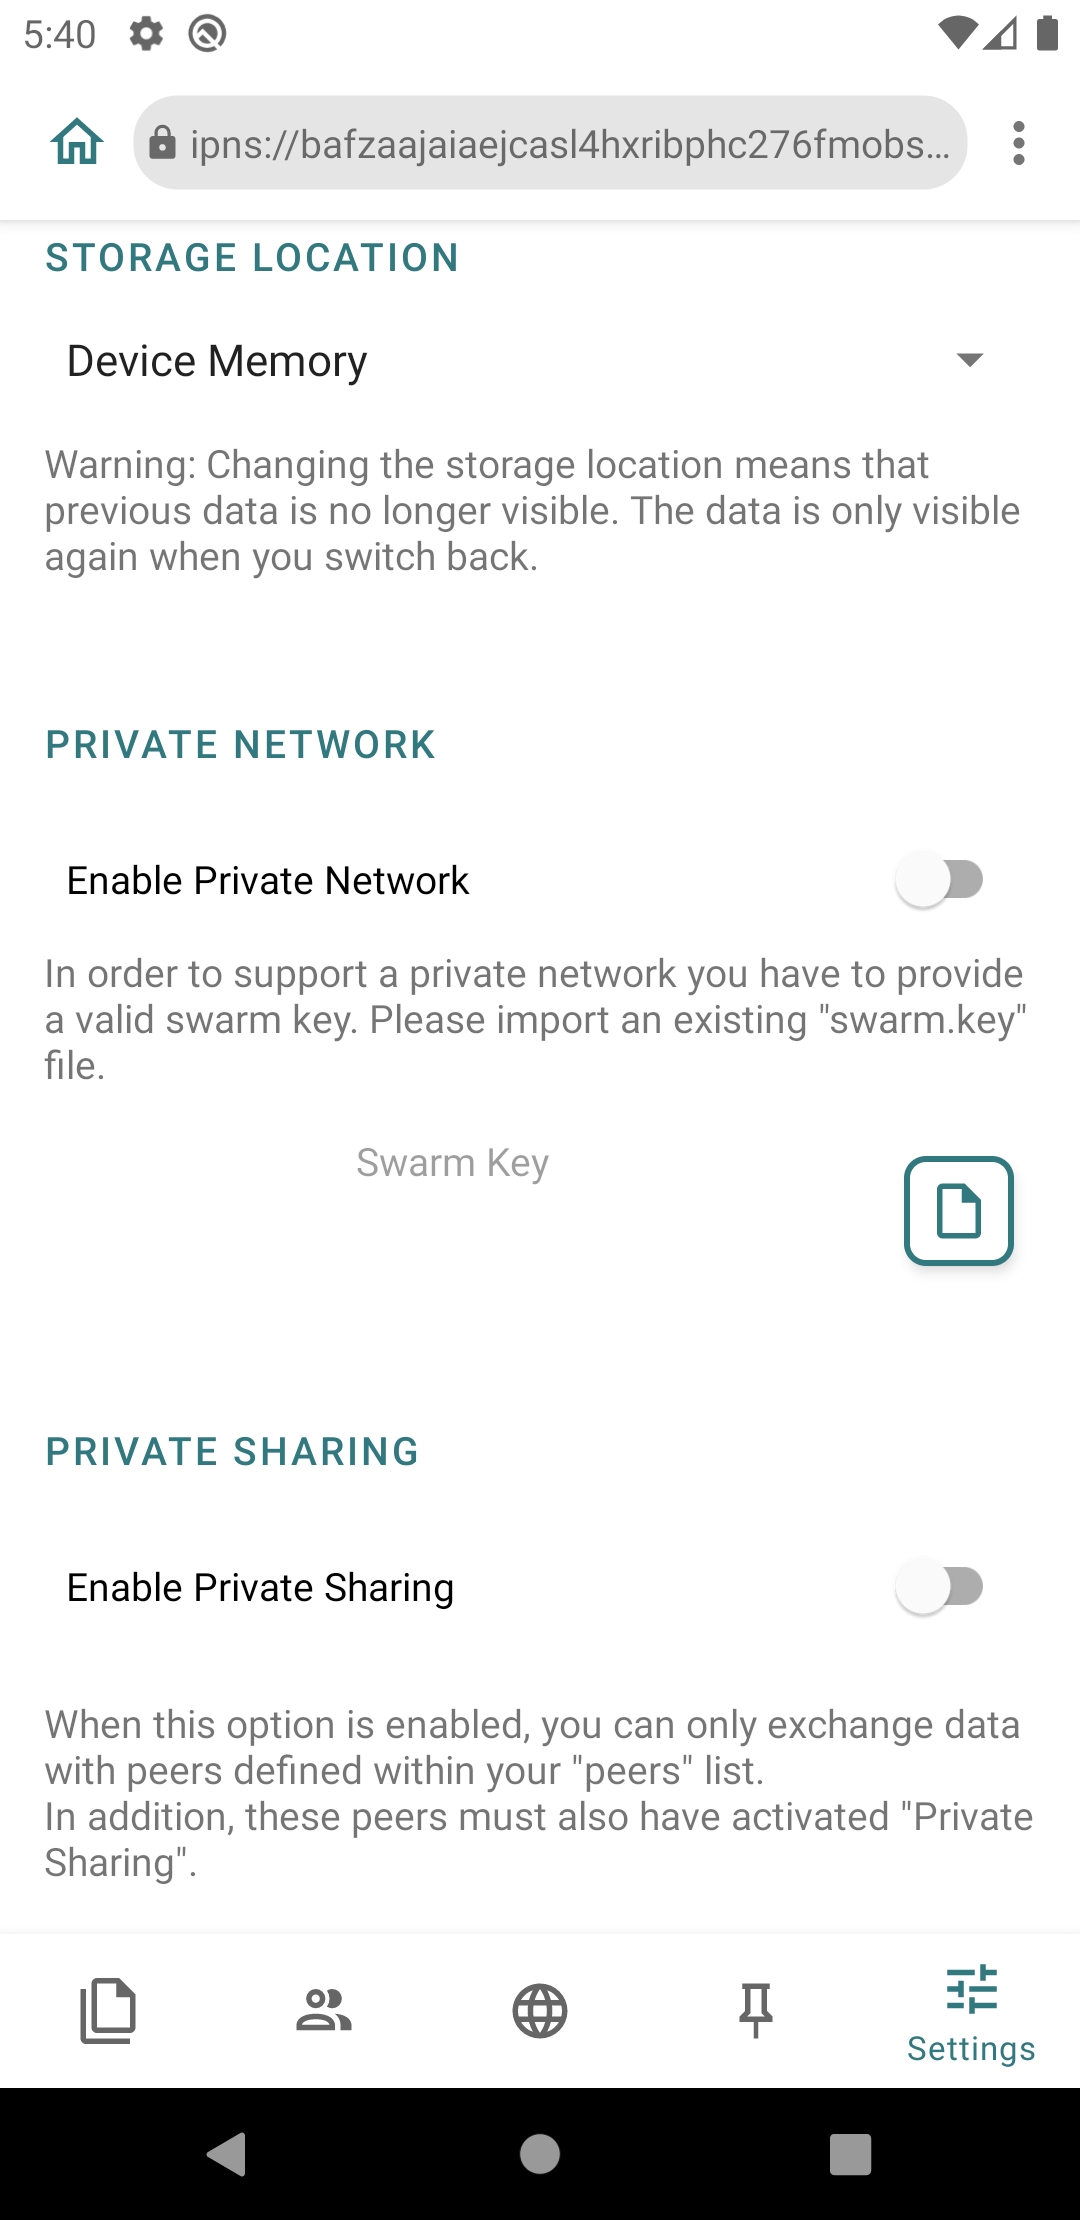 5:40
ipns://bafzaajaiaejcasl4hxribphc276fmobs...
STORAGE LOCATION
Device Memory
Warning: Changing the storage location means that
previous data is no longer visible. The data is only visible
again when you switch back.
PRIVATE NETWORK
Enable Private Network
In order to support a private network you have to provide
a valid swarm key. Please import an existing "swarm.key"
file.
Swarm Key
PRIVATE SHARING
Enable Private Sharing
When this option is enabled, you can only exchange data
with peers defined within your "peers" list.
In addition, these peers must also have activated "Private
Sharing".
Settings